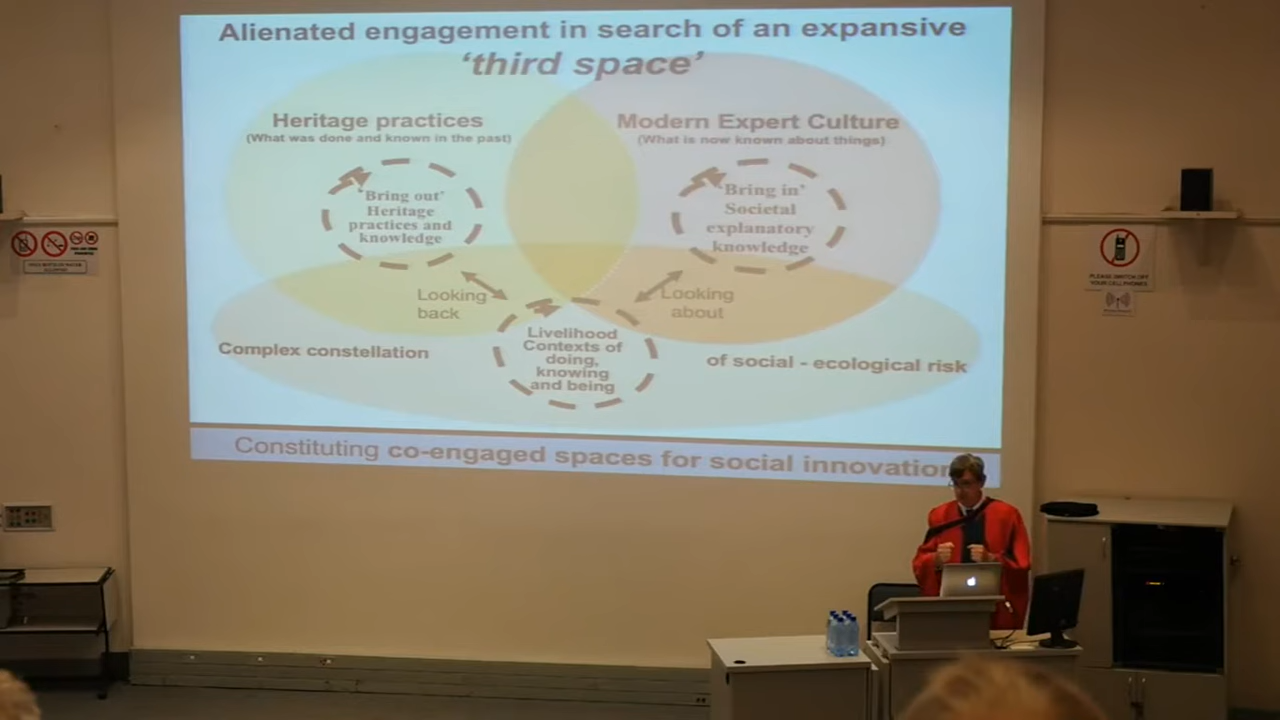 Alienated engagement in search of an expansive
‘third space’
Heritage practices
(What was done and known in the past)
Modern Expert Culture
(What is now known about things)
‘Bring out’
Heritage
practices and
knowledge
‘Bring in’
Societal
explanatory
knowledge
Looking
back
Looking
about
Livelihood
Contexts of
doing,
knowing
and being
Complex constellation
of social - ecological risk
Constituting co-engaged spaces for social innovation
PLEASE SWITCH OFF
YOUR CELLPHONES